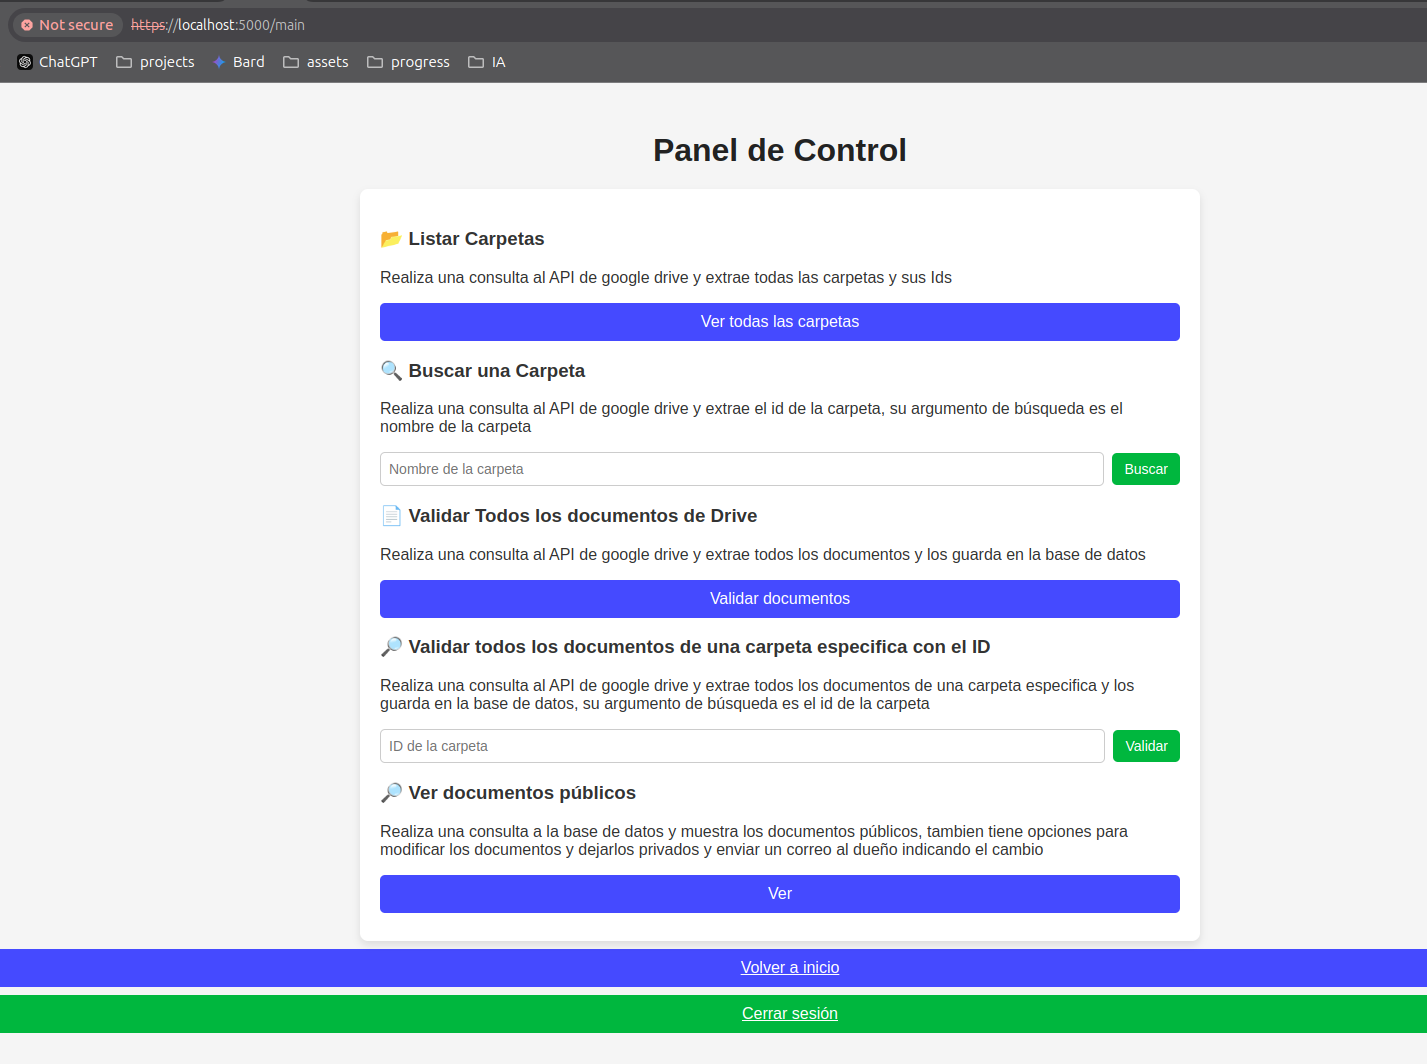 Not secure https://localhost:5000/main
ChatGPT projects Bard assets progress IA
Panel de Control
Listar Carpetas
Realiza una consulta al API de google drive y extrae todas las carpetas y sus Ids
Ver todas las carpetas
Buscar una Carpeta
Realiza una consulta al API de google drive y extrae el id de la carpeta, su argumento de búsqueda es el
nombre de la carpeta
Nombre de la carpeta Buscar
Validar Todos los documentos de Drive
Realiza una consulta al API de google drive y extrae todos los documentos y los guarda en la base de datos
Validar documentos
Validar todos los documentos de una carpeta especifica con el ID
Realiza una consulta al API de google drive y extrae todos los documentos de una carpeta especifica y los
guarda en la base de datos, su argumento de búsqueda es el id de la carpeta
ID de la carpeta Validar
Ver documentos públicos
Realiza una consulta a la base de datos y muestra los documentos públicos, tambien tiene opciones para
modificar los documentos y dejarlos privados y enviar un correo al dueño indicando el cambio
Ver
Volver a inicio
Cerrar sesión